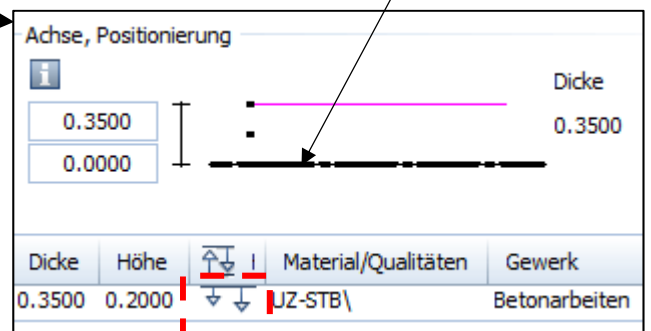 Achse, Positionierung
i
Dicke
0.3500
0.3500
0.0000
Dicke Höhe I Material/Qualitäten Gewerk
0.3500 0.2000 UZ-STB\ Betonarbeiten